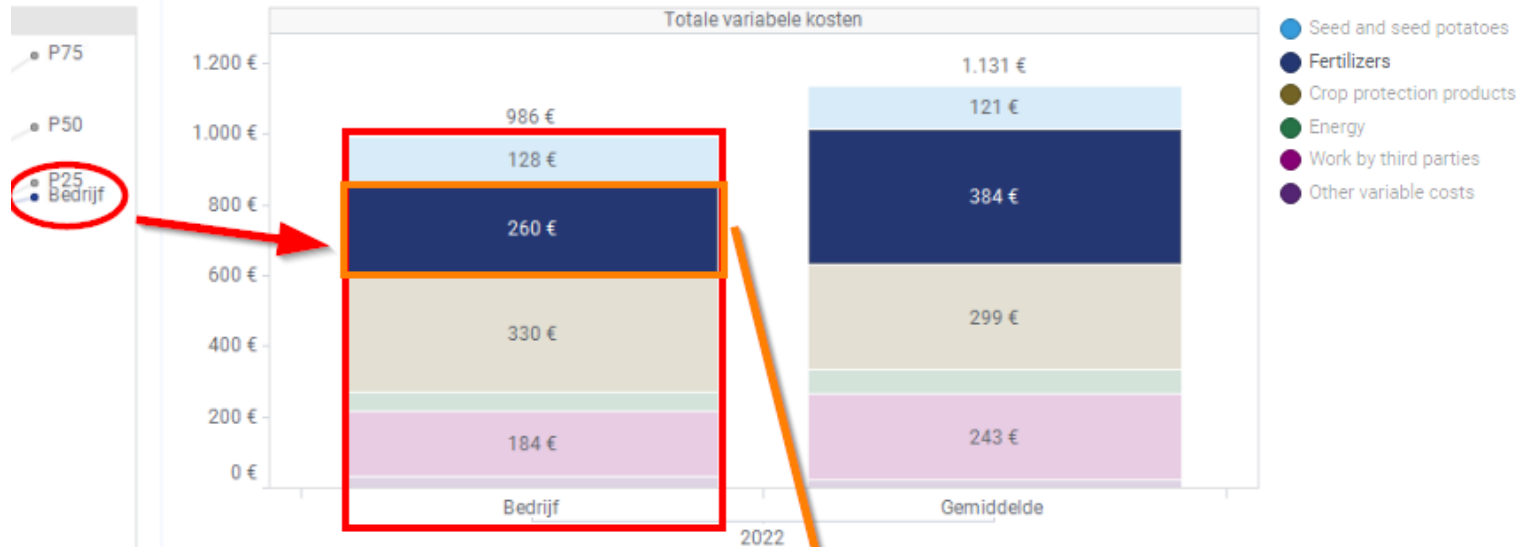 Totale variabele kosten
P75
P50
P25
Bedrijf
1.200 €
1.000 €
800 €
600 €
400 €
200 €
0 €
986 €
128 €
260 €
330 €
184 €
1.131 €
121 €
384 €
299 €
243 €
Bedrijf
Gemiddelde
2022
Seed and seed potatoes
Fertilizers
Crop protection products
Energy
Work by third parties
Other variable costs